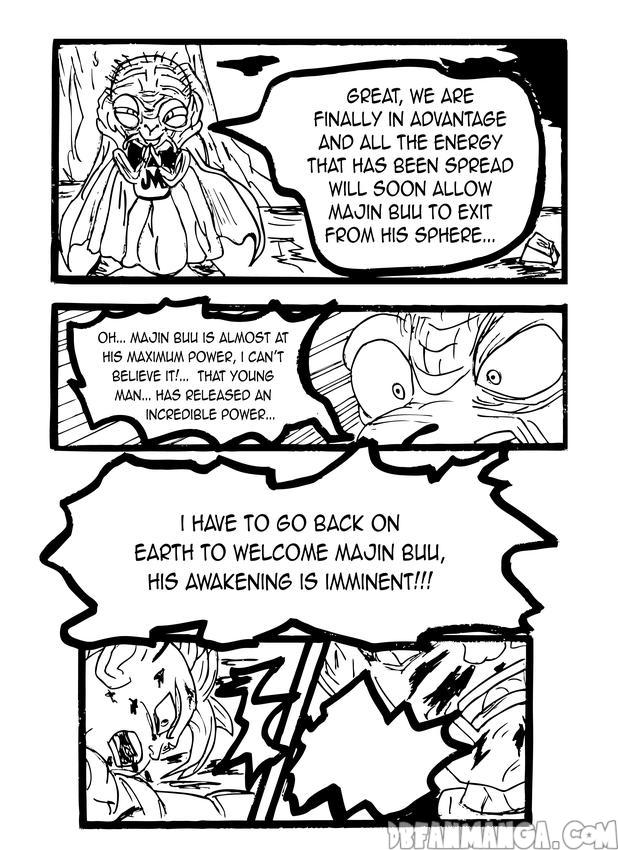 GREAT, WE ARE
FINALLY IN ADVANTAGE
AND ALL THE ENERGY
THAT HAS BEEN SPREAD
WILL SOON ALLOW
MAJIN BUU TO EXIT
FROM HIS SPHERE...
M
OH... MAJIN BUU IS ALMOST AT
HIS MAXIMUM POWER, I CAN'T
BELIEVE IT!... THAT YOUNG
MAN... HAS RELEASED AN
INCREDIBLE POWER...
I HAVE TO GO BACK ON
EARTH TO WELCOME MAJIN BUU,
HIS AWAKENING IS IMMINENT!!!
DBFANMANGA.COM